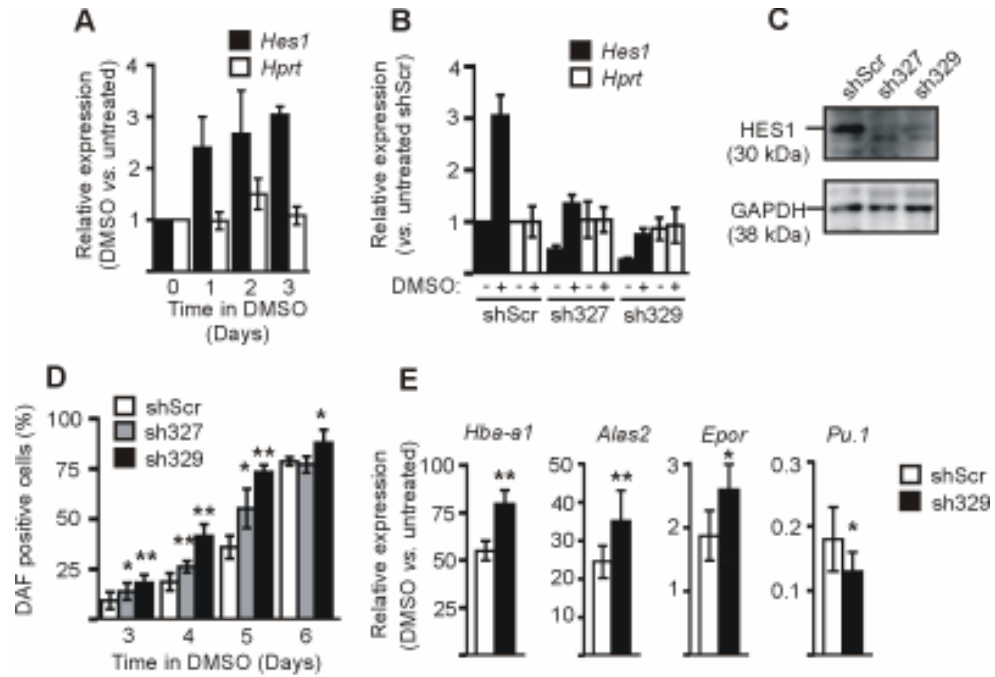 A
Hes1
Hprt
Relative expression
(DMSO vs. untreated)
4
3
2
1
0 1 2 3
Time in DMSO
(Days)
B
Hes1
Hprt
Relative expression
(vs. untreated shScr)
4
3
2
1
0
DMSO: - + - + - + - + - + - +
shScr sh327 sh329
C
shScr sh327 sh329
HES1
(30 kDa)
GAPDH
(38 kDa)
D
shScr
sh327
sh329
DAF positive cells (%)
100
75
50
25
* ** ** ** * ** *
3 4 5 6
Time in DMSO (Days)
E
Relative expression
(DMSO vs. untreated)
Hba-a1
100
75
50
25
**
Alas2
50
40
30
20
10
**
Epor
3
2
1
*
Pu.1
0.3
0.2
0.1
*
shScr
sh329